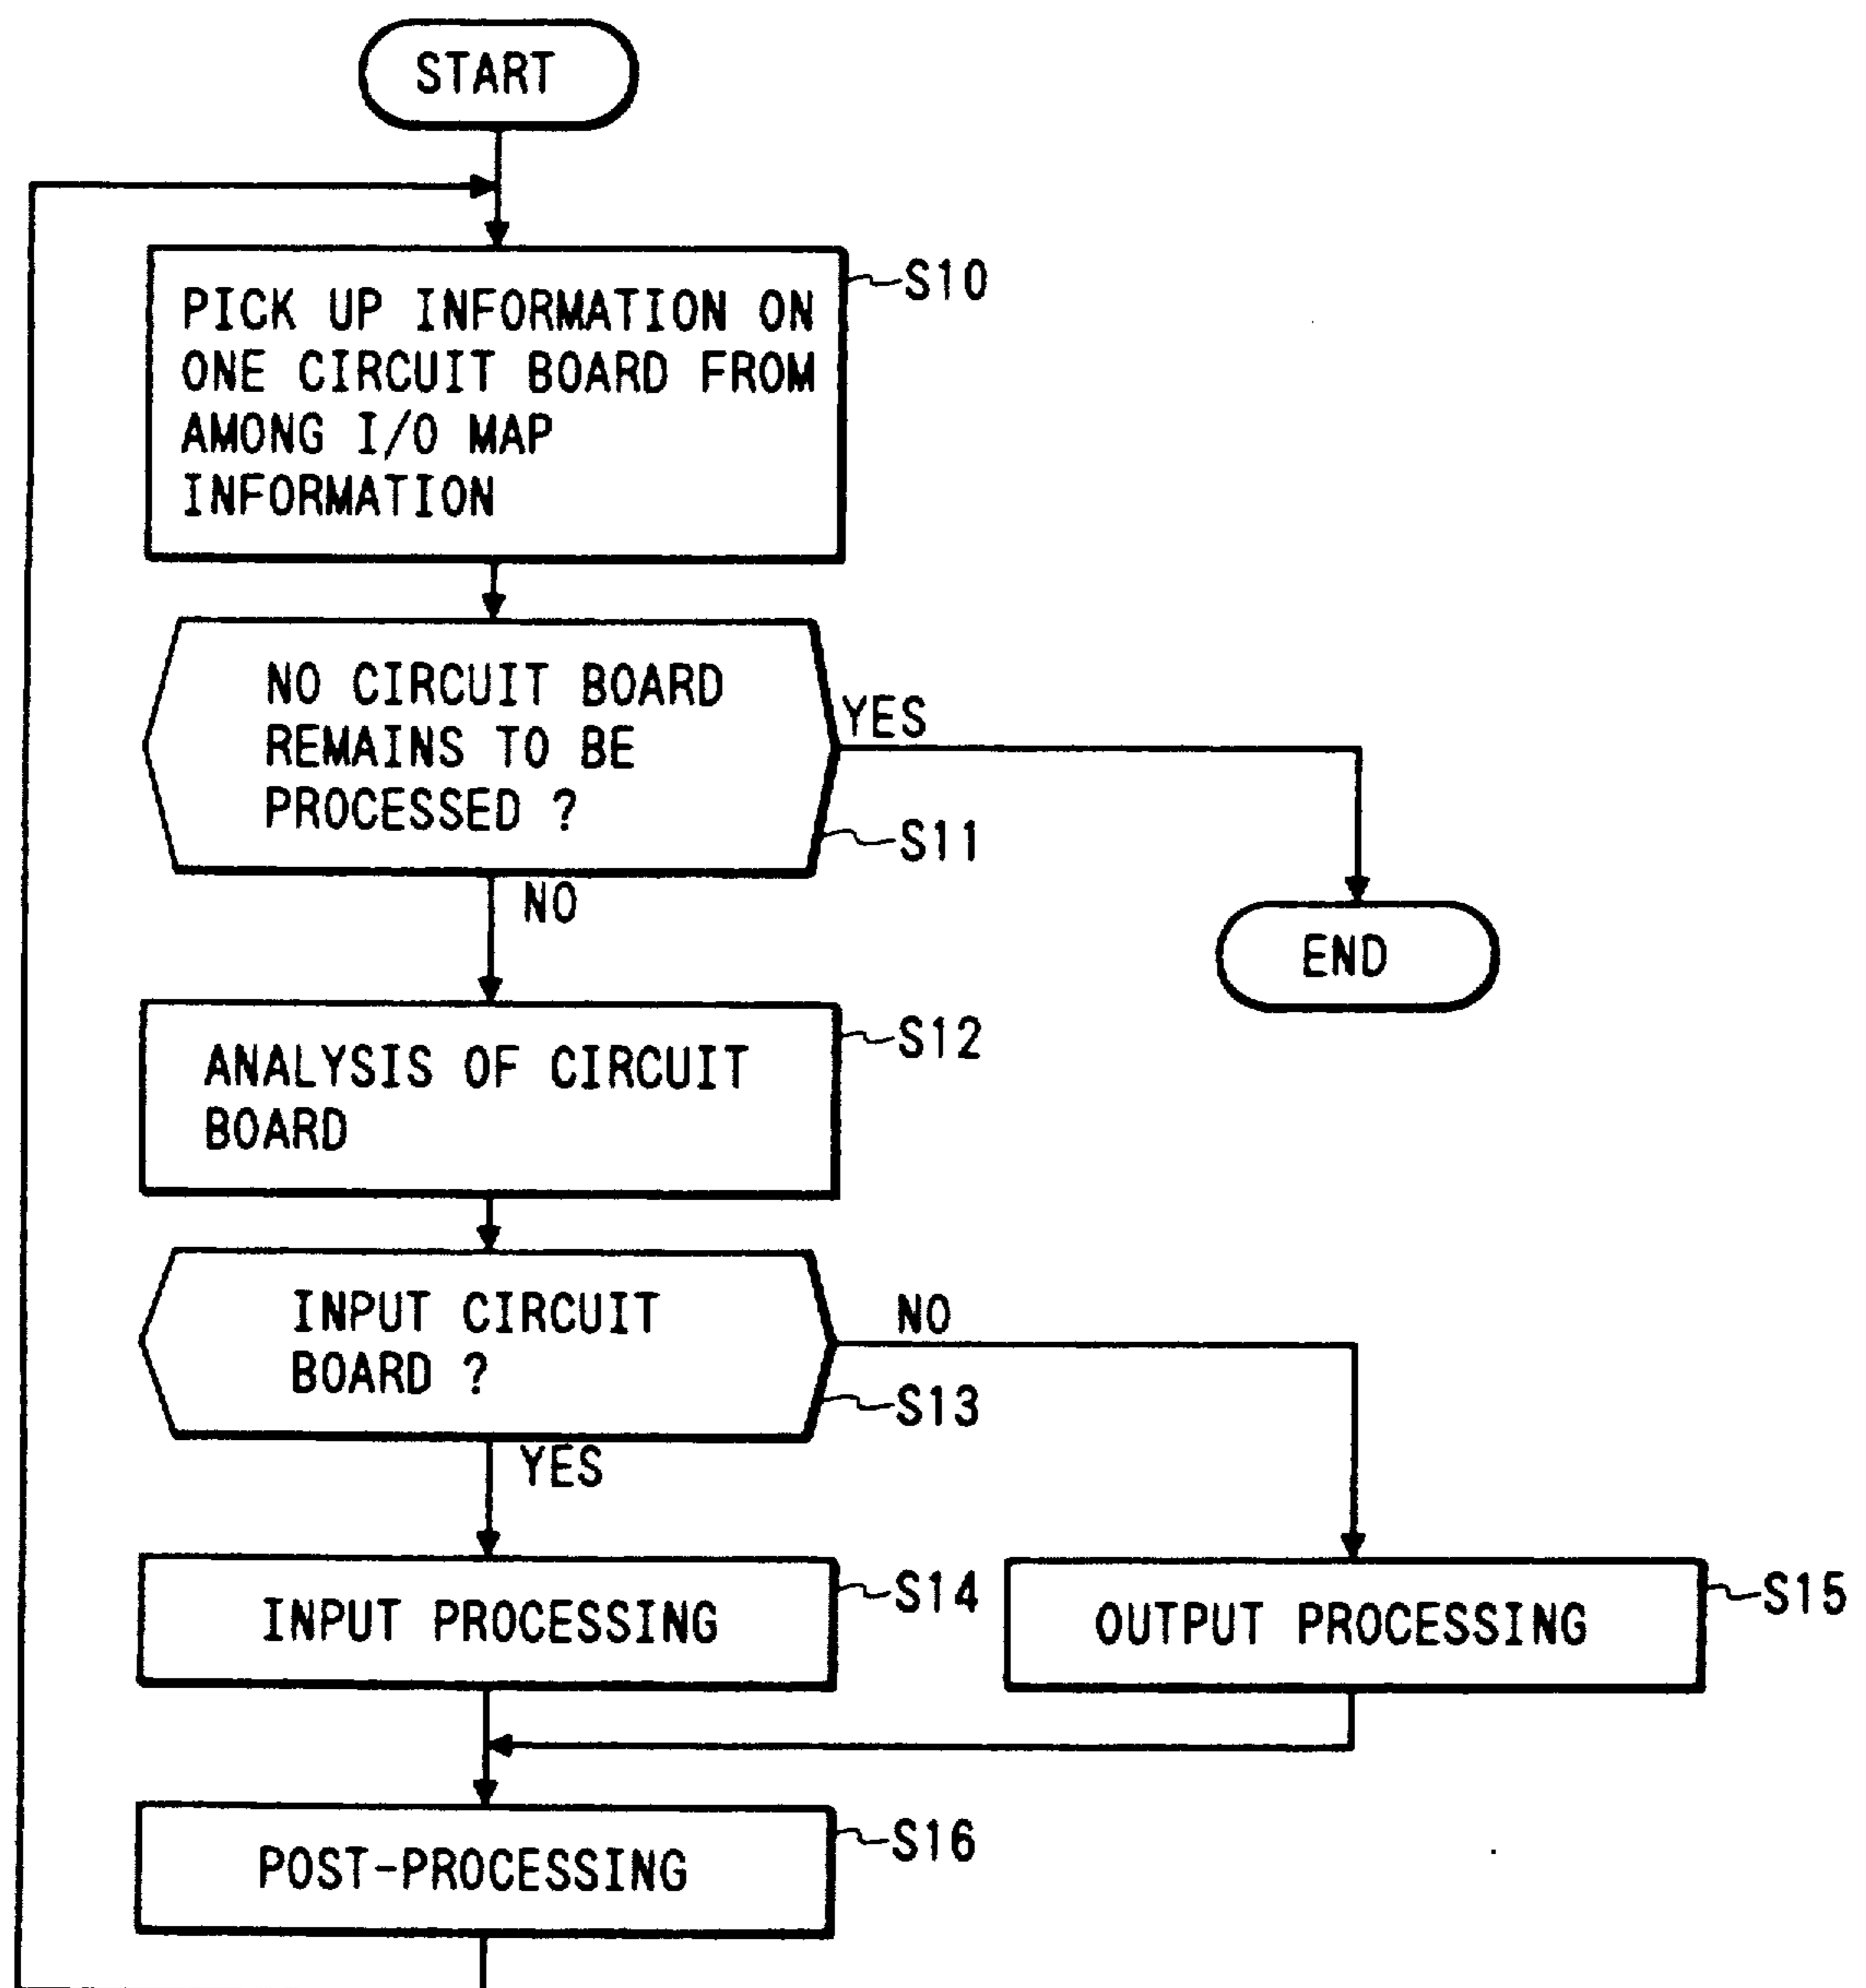 START
S10
PICK UP INFORMATION ON
ONE CIRCUIT BOARD FROM
AMONG I/O MAP
INFORMATION
NO CIRCUIT BOARD
REMAINS TO BE
PROCESSED ?
YES
S11
NO
END
S12
ANALYSIS OF CIRCUIT
BOARD
INPUT CIRCUIT
BOARD ?
NO
S13
YES
S14
INPUT PROCESSING
S15
OUTPUT PROCESSING
S16
POST-PROCESSING